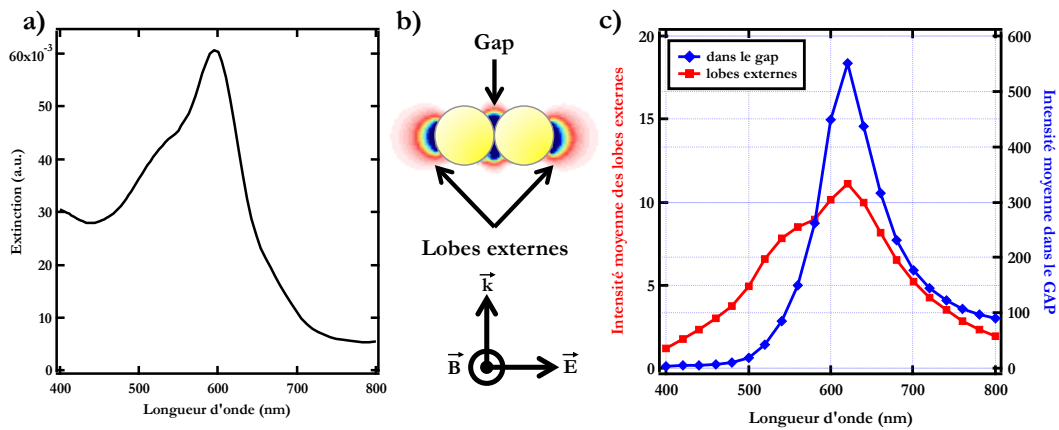 a)
60x10⁻³
50
40
30
20
10
0
Extinction (a.u.)
400
500
600
700
800
Longueur d'onde (nm)
b)
Gap
Lobes externes
k
B
E
c)
dans le gap
lobes externes
20
15
10
5
0
Intensité moyenne des lobes externes
600
500
400
300
200
100
0
Intensité moyenne dans le GAP
400
500
600
700
800
Longueur d'onde (nm)